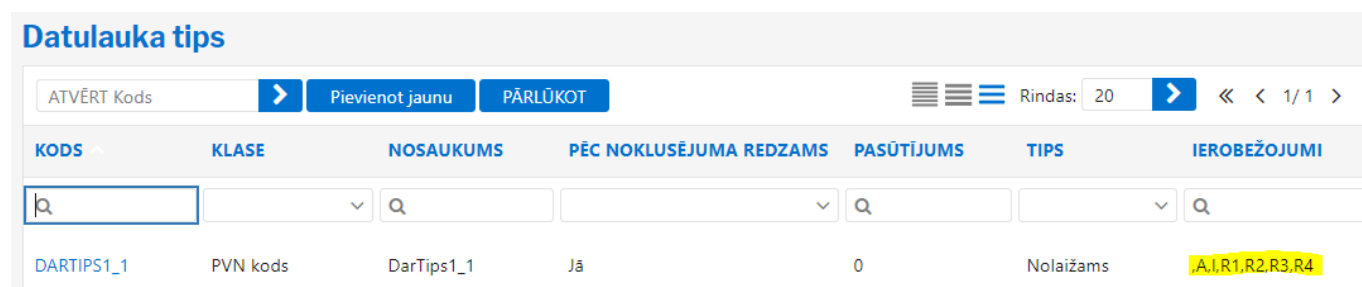 Datulauka tips
ATVĒRT Kods Pievienot jaunu PĀRLŪKOT Rindas: 20 1/ 1
KODS KLASE NOSAUKUMS PĒC NOKLUSĒJUMA REDZAMS PASŪTĪJUMS TIPS IEROBEŽOJUMI
DARTIPS1_1 PVN kods DarTips1_1 Jā 0 Nolaižams ,A,I,R1,R2,R3,R4